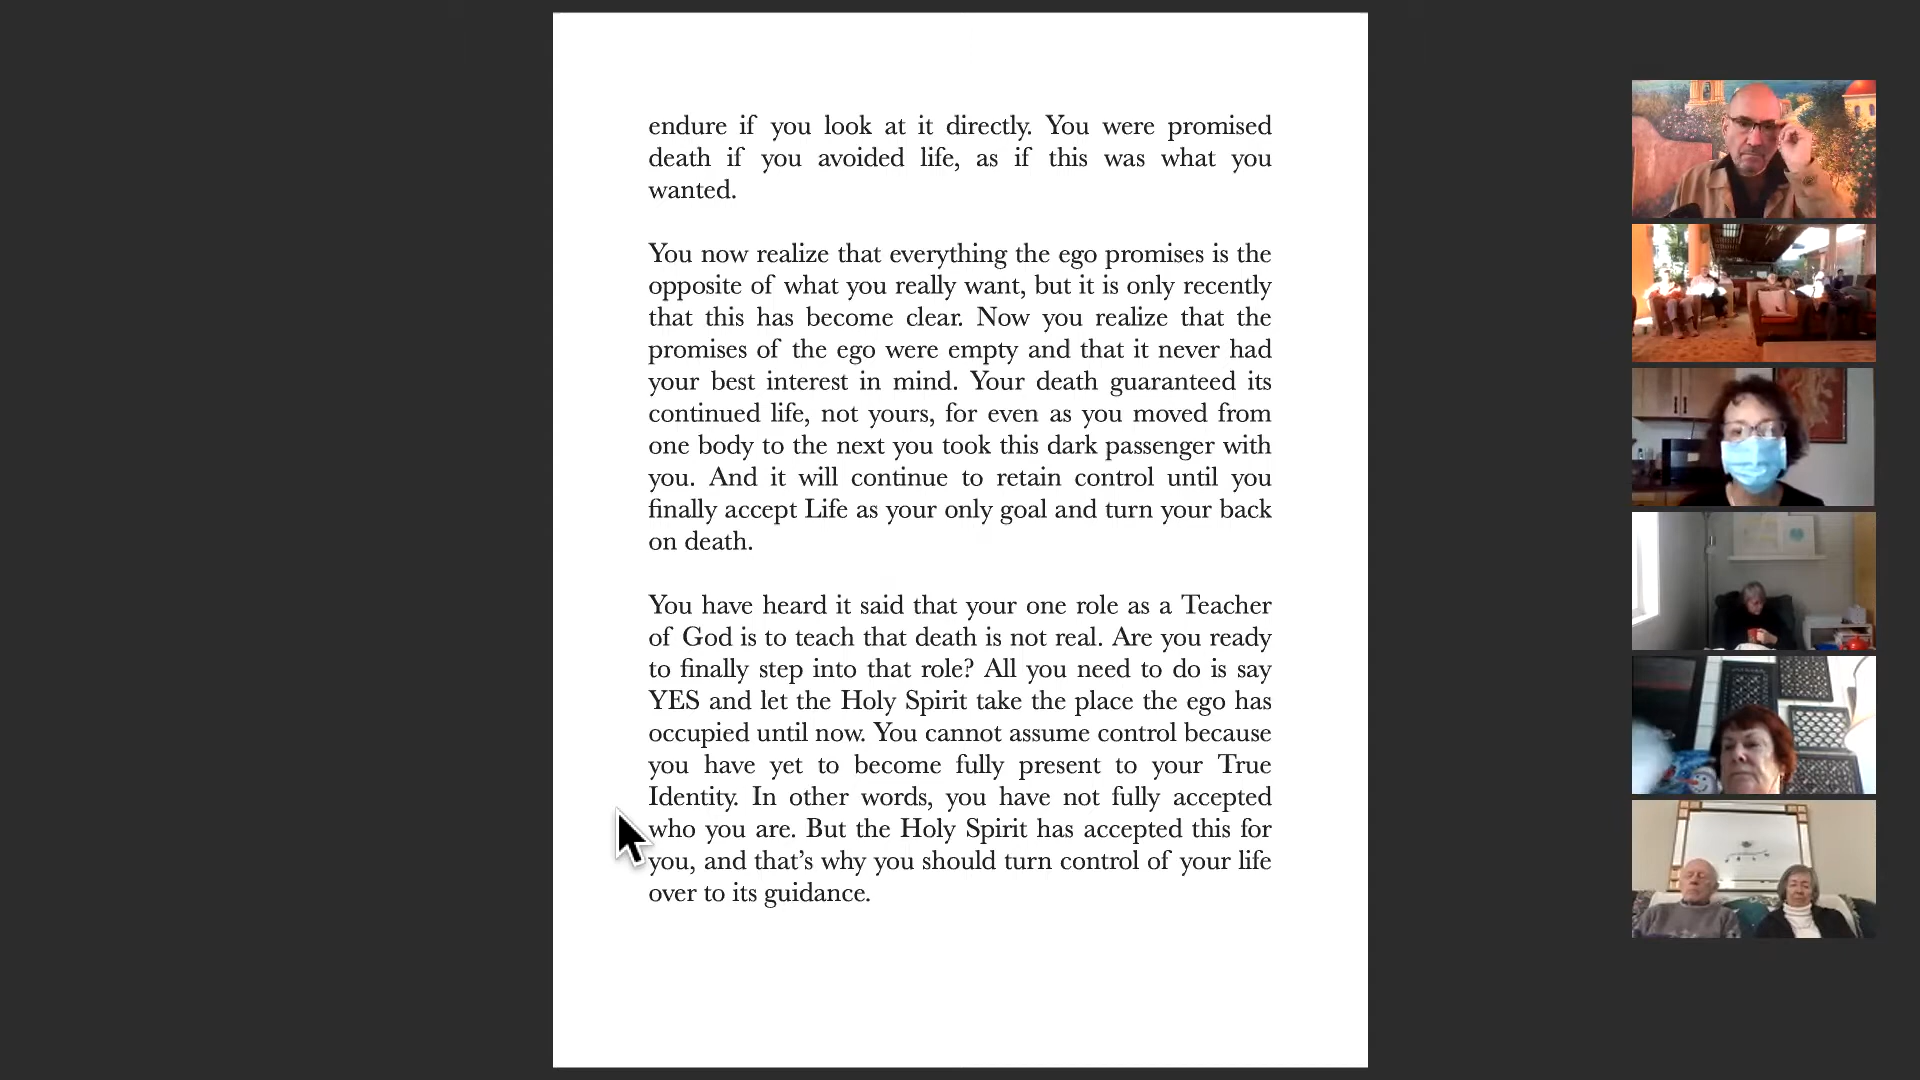 endure if you look at it directly. You were promised
death if you avoided life, as if this was what you
wanted.
You now realize that everything the ego promises is the
opposite of what you really want, but it is only recently
that this has become clear. Now you realize that the
promises of the ego were empty and that it never had
your best interest in mind. Your death guaranteed its
continued life, not yours, for even as you moved from
one body to the next you took this dark passenger with
you. And it will continue to retain control until you
finally accept Life as your only goal and turn your back
on death.
You have heard it said that your one role as a Teacher
of God is to teach that death is not real. Are you ready
to finally step into that role? All you need to do is say
YES and let the Holy Spirit take the place the ego has
occupied until now. You cannot assume control because
you have yet to become fully present to your True
Identity. In other words, you have not fully accepted
who you are. But the Holy Spirit has accepted this for
you, and that’s why you should turn control of your life
over to its guidance.